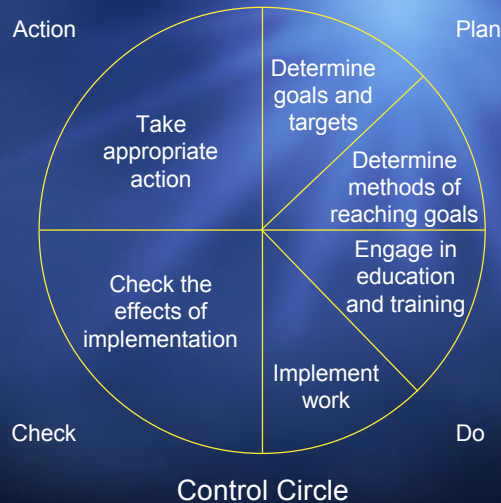 Action
Plan
Determine
goals and
targets
Determine
methods of
reaching goals
Engage in
education
and training
Implement
work
Check the
effects of
implementation
Take
appropriate
action
Check
Do
Control Circle